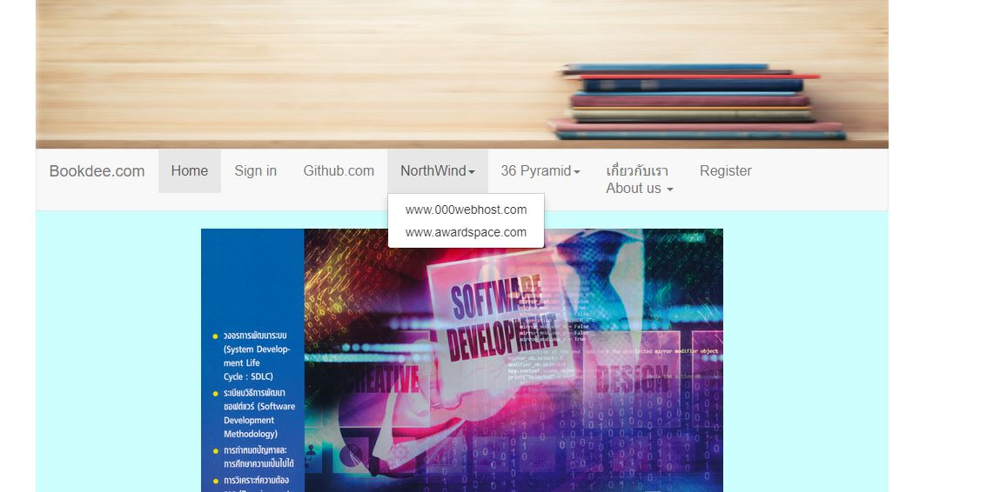 Bookdee.com
Home
Sign in
Github.com
NorthWind
36 Pyramid
เกี่ยวกับเรา
About us
Register
www.000webhost.com
www.awardspace.com
SOFTWARE
DEVELOPMENT
CREATIVE
DESIGN
วงจรการพัฒนาระบบ
(System Develop-
ment Life
Cycle : SDLC)
ระเบียบวิธีการพัฒนา
ซอฟต์แวร์ (Software
Development
Methodology)
การกำหนดปัญหาและ
การศึกษาความเป็นไปได้
การวิเคราะห์ความต้อง